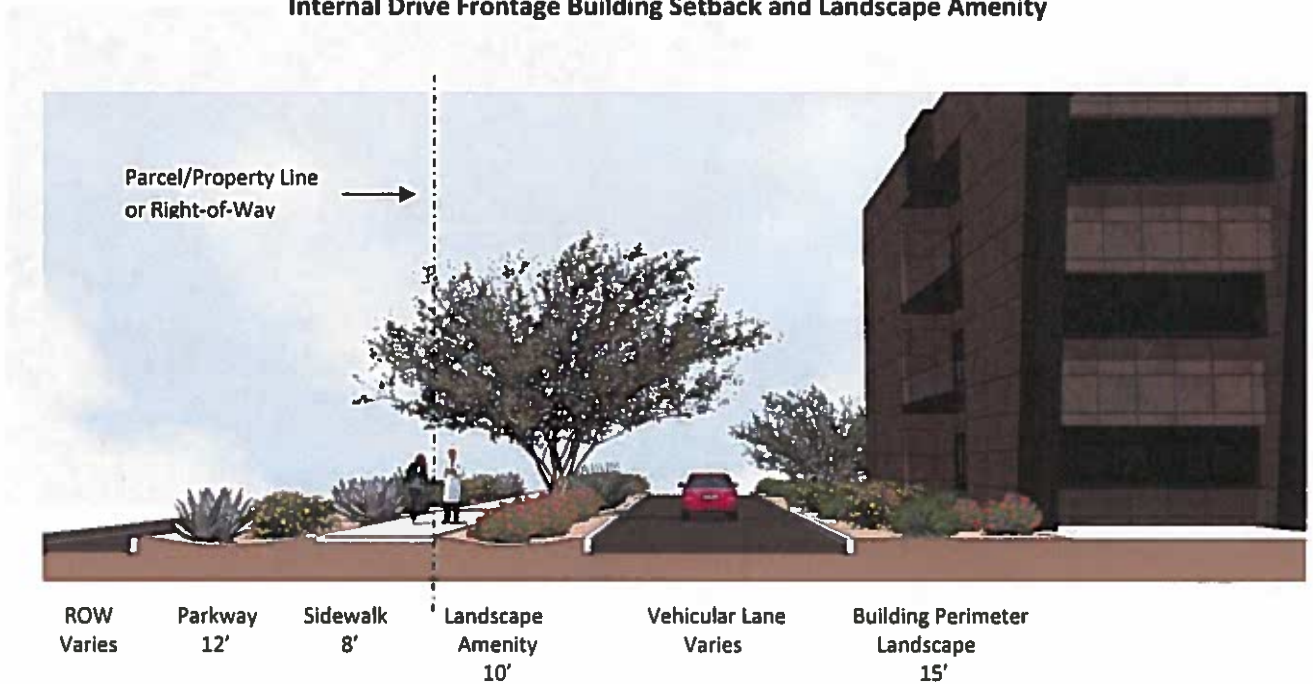 Internal Drive Frontage Building Setback and Landscape Amenity
Parcel/Property Line
or Right-of-Way
ROW
Varies
Parkway
12'
Sidewalk
8'
Landscape
Amenity
10'
Vehicular Lane
Varies
Building Perimeter
Landscape
15'